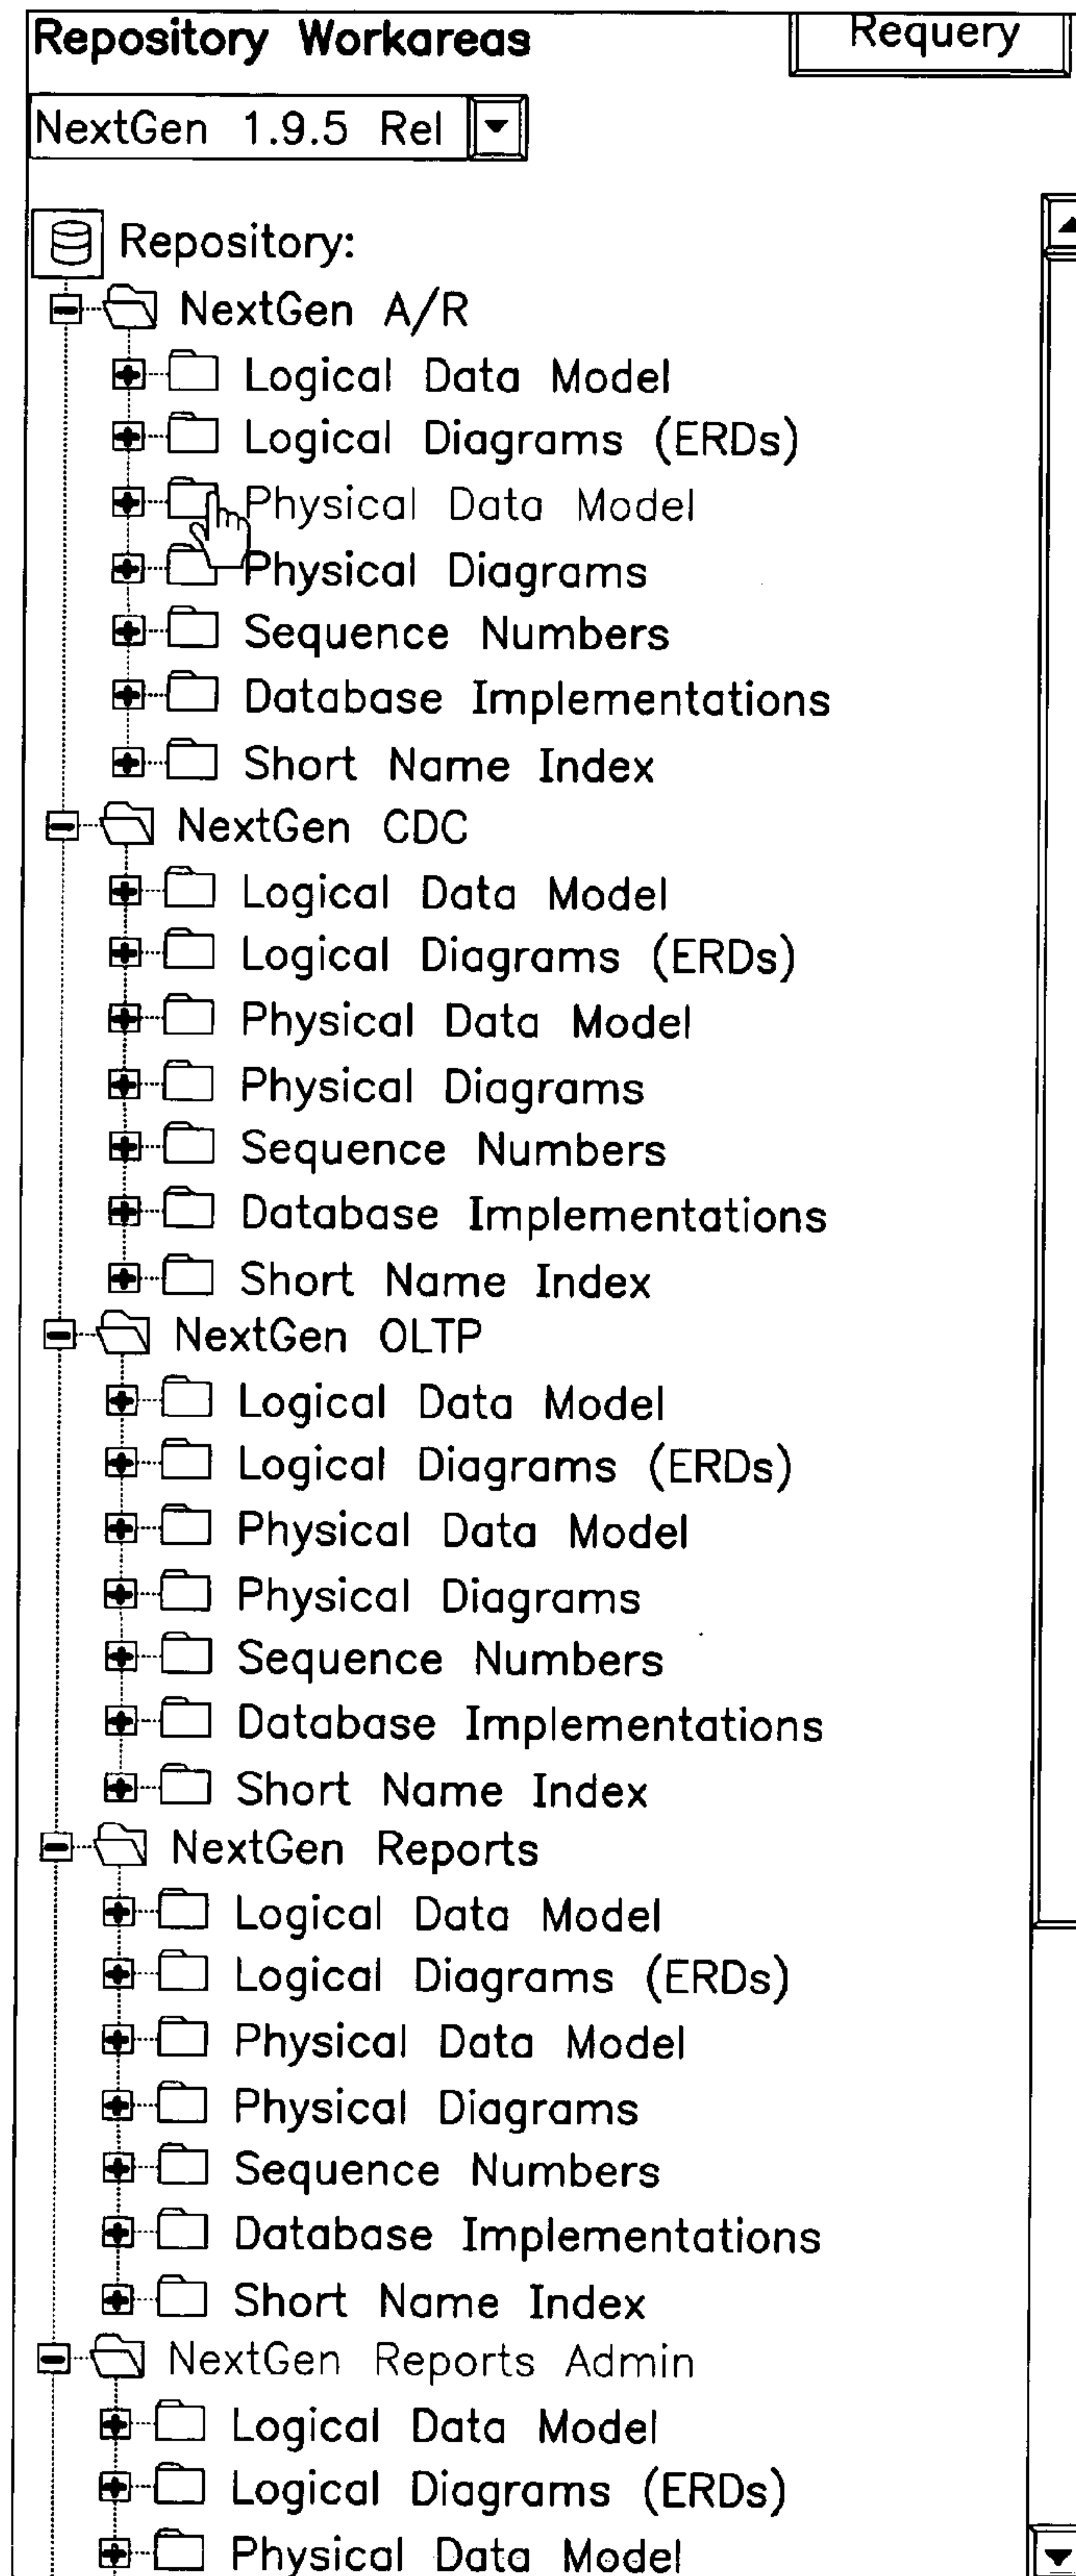 Repository Workareas Requery
NextGen 1.9.5 Rel
Repository:
NextGen A/R
Logical Data Model
Logical Diagrams (ERDs)
Physical Data Model
Physical Diagrams
Sequence Numbers
Database Implementations
Short Name Index
NextGen CDC
Logical Data Model
Logical Diagrams (ERDs)
Physical Data Model
Physical Diagrams
Sequence Numbers
Database Implementations
Short Name Index
NextGen OLTP
Logical Data Model
Logical Diagrams (ERDs)
Physical Data Model
Physical Diagrams
Sequence Numbers
Database Implementations
Short Name Index
NextGen Reports
Logical Data Model
Logical Diagrams (ERDs)
Physical Data Model
Physical Diagrams
Sequence Numbers
Database Implementations
Short Name Index
NextGen Reports Admin
Logical Data Model
Logical Diagrams (ERDs)
Physical Data Model